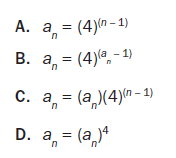 A. aₙ = (4)⁽ⁿ ⁻ ¹⁾
B. aₙ = (4)^(aₙ - 1)
C. aₙ = (aₙ)(4)⁽ⁿ ⁻ ¹⁾
D. aₙ = (aₙ)⁴